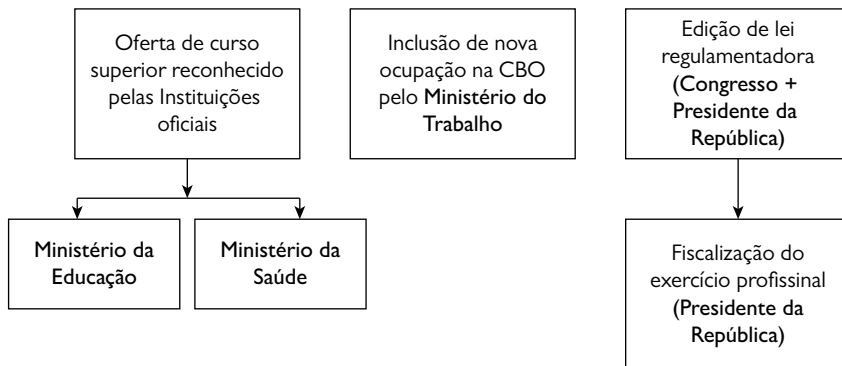 Oferta de curso
superior reconhecido
pelas Instituições
oficiais
Inclusão de nova
ocupação na CBO
pelo Ministério do
Trabalho
Edição de lei
regulamentadora
(Congresso +
Presidente da
República)
Ministério da
Educação
Ministério da
Saúde
Fiscalização do
exercício profissinal
(Presidente da
República)